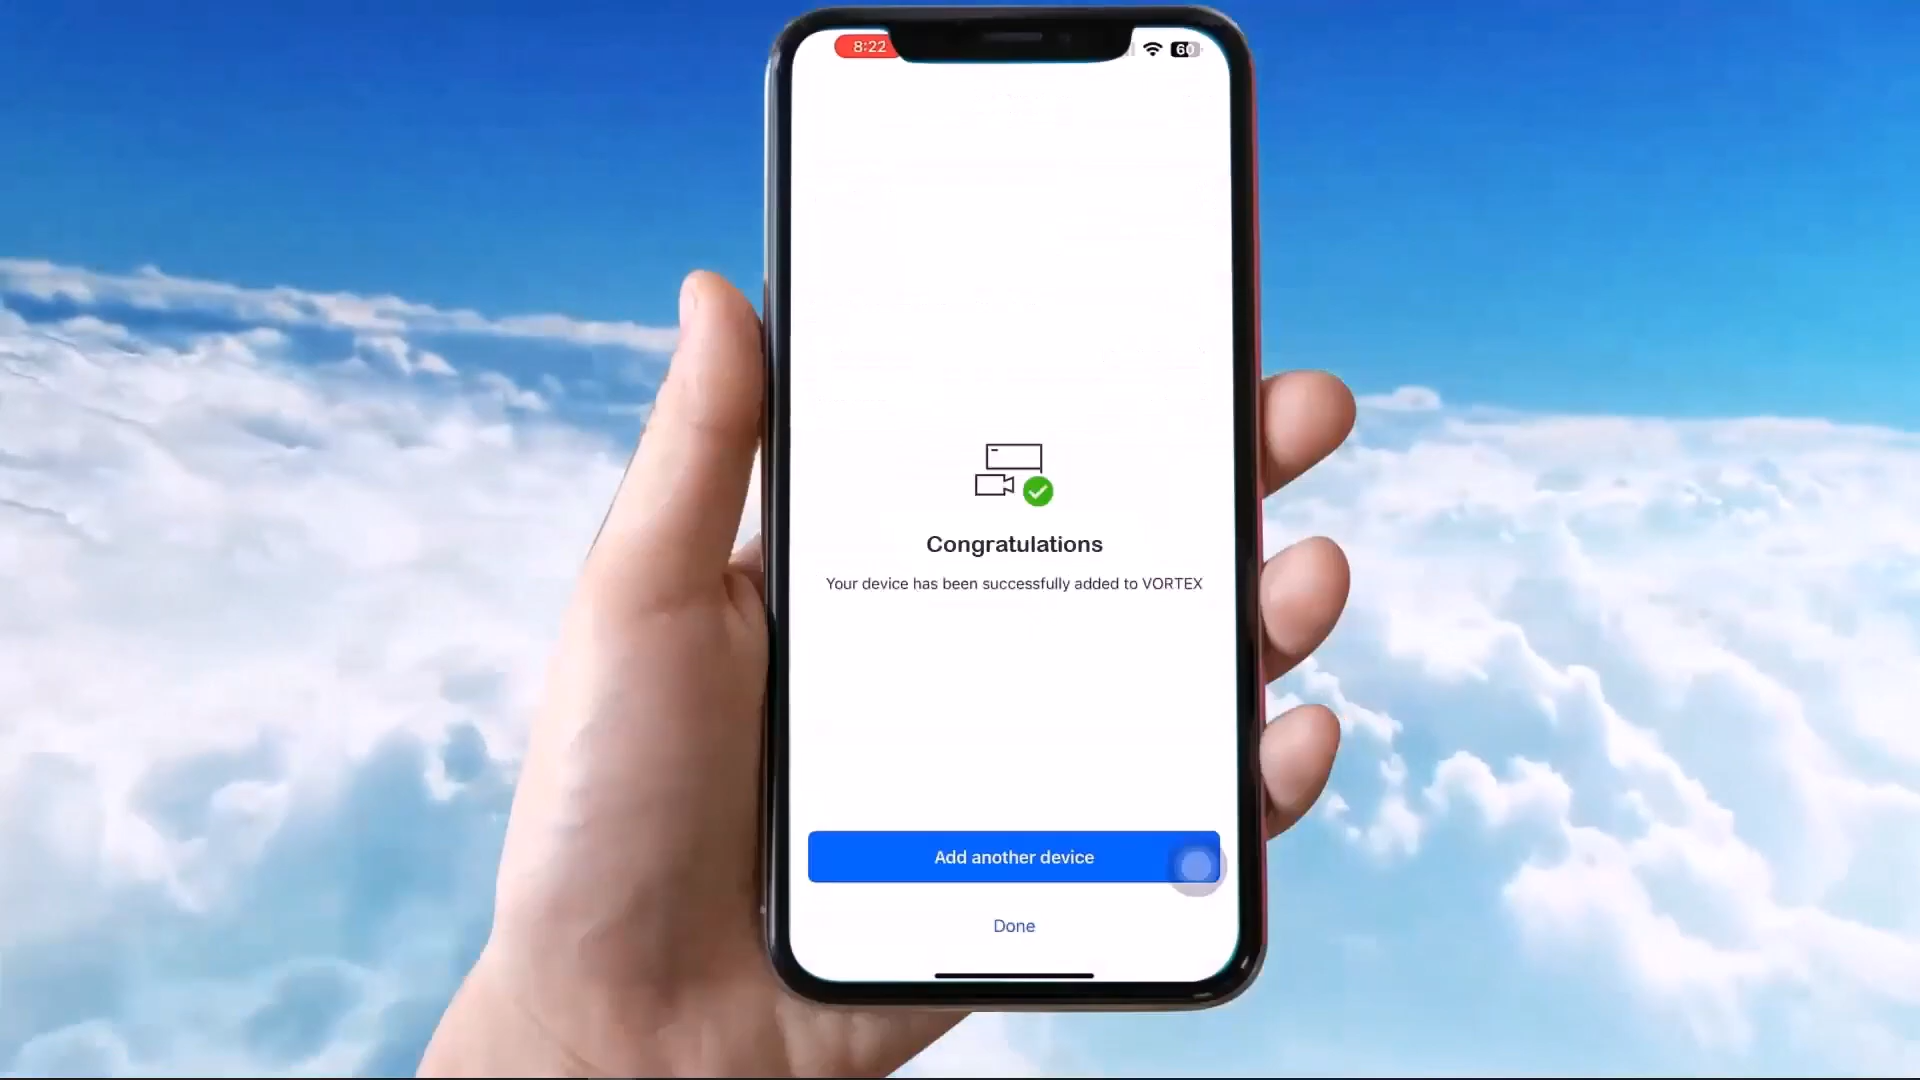 8:22
60
Congratulations
Your device has been successfully added to VORTEX
Add another device
Done